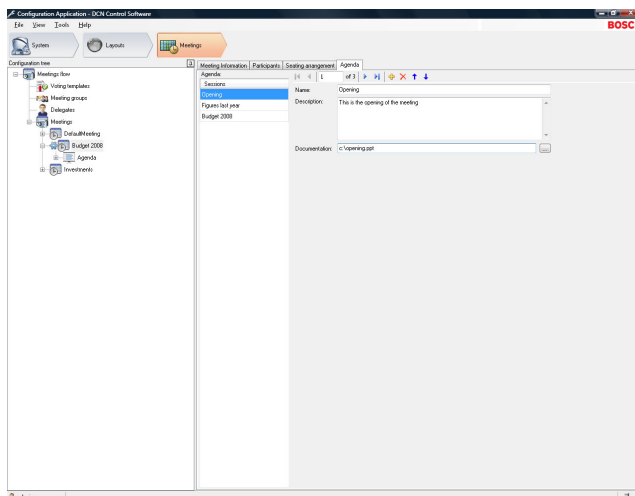 Configuration Application - DCN Control Software
File View Tools Help
BOSC
System Layouts Meetings
Configuration tree
Meetings flow
Voting templates
Meeting groups
Delegates
Meetings
DefaultMeeting
Budget 2008
Agenda
Investments
Meeting Information Participants Seating arrangement Agenda
Agenda:
Sessions
Opening
Figures last year
Budget 2008
1 of 3
Name: Opening
Description: This is the opening of the meeting
Documentation: c:\opening.ppt ...